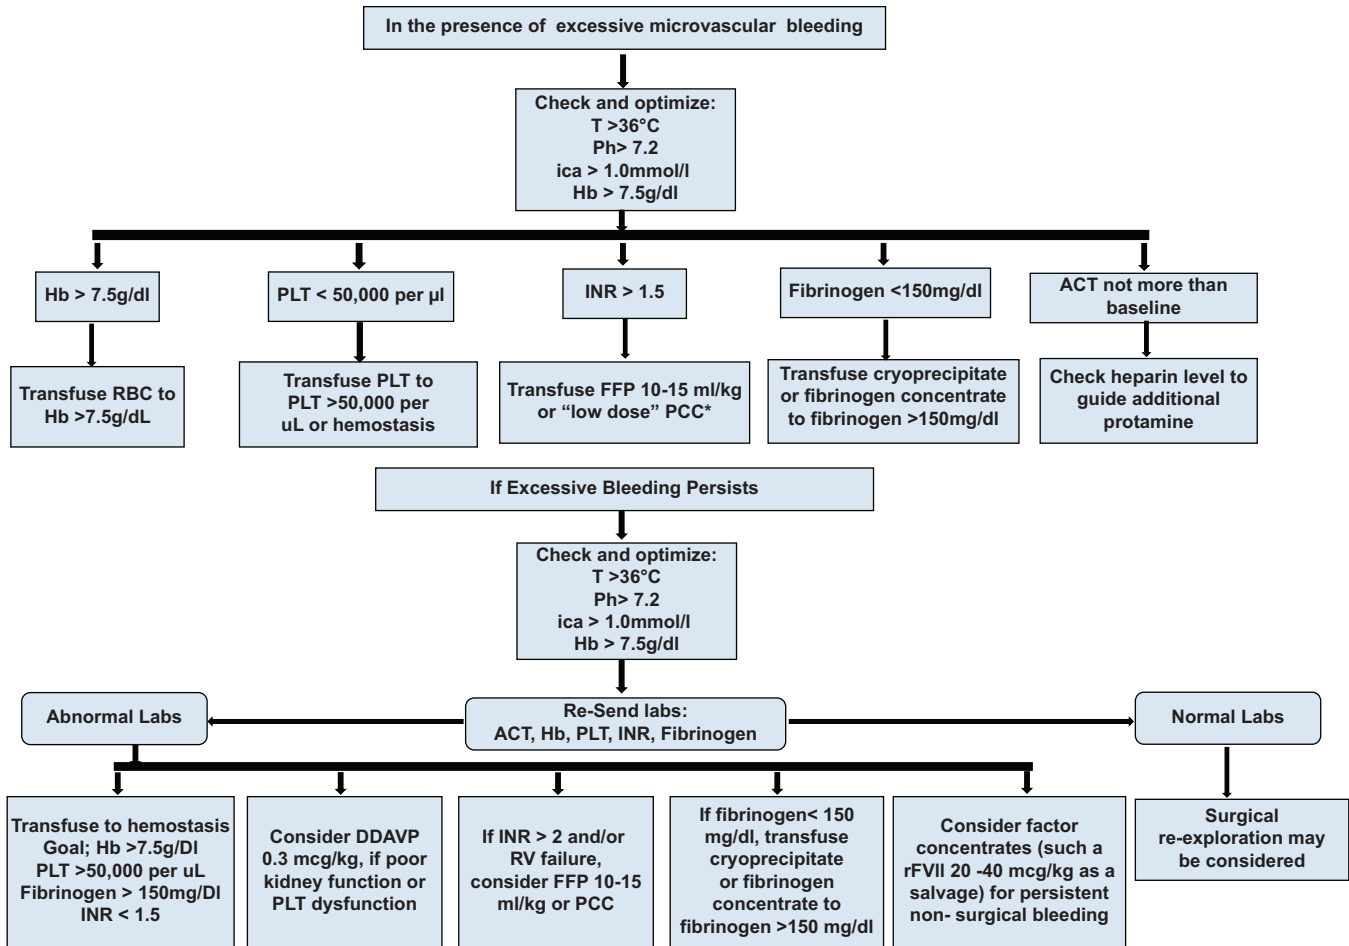 In the presence of excessive microvascular bleeding
Check and optimize:
T >36°C
Ph> 7.2
ica > 1.0mmol/l
Hb > 7.5g/dl
Hb > 7.5g/dl
PLT < 50,000 per µl
INR > 1.5
Fibrinogen <150mg/dl
ACT not more than
baseline
Transfuse RBC to
Hb >7.5g/dL
Transfuse PLT to
PLT >50,000 per
uL or hemostasis
Transfuse FFP 10-15 ml/kg
or “low dose” PCC*
Transfuse cryoprecipitate
or fibrinogen concentrate
to fibrinogen >150mg/dl
Check heparin level to
guide additional
protamine
If Excessive Bleeding Persists
Check and optimize:
T >36°C
Ph> 7.2
ica > 1.0mmol/l
Hb > 7.5g/dl
Abnormal Labs
Re-Send labs:
ACT, Hb, PLT, INR, Fibrinogen
Normal Labs
Transfuse to hemostasis
Goal; Hb >7.5g/Dl
PLT >50,000 per uL
Fibrinogen > 150mg/Dl
INR < 1.5
Consider DDAVP
0.3 mcg/kg, if poor
kidney function or
PLT dysfunction
If INR > 2 and/or
RV failure,
consider FFP 10-15
ml/kg or PCC
If fibrinogen< 150
mg/dl, transfuse
cryoprecipitate
or fibrinogen
concentrate to
fibrinogen >150 mg/dl
Consider factor
concentrates (such a
rFVII 20 -40 mcg/kg as a
salvage) for persistent
non- surgical bleeding
Surgical
re-exploration may
be considered